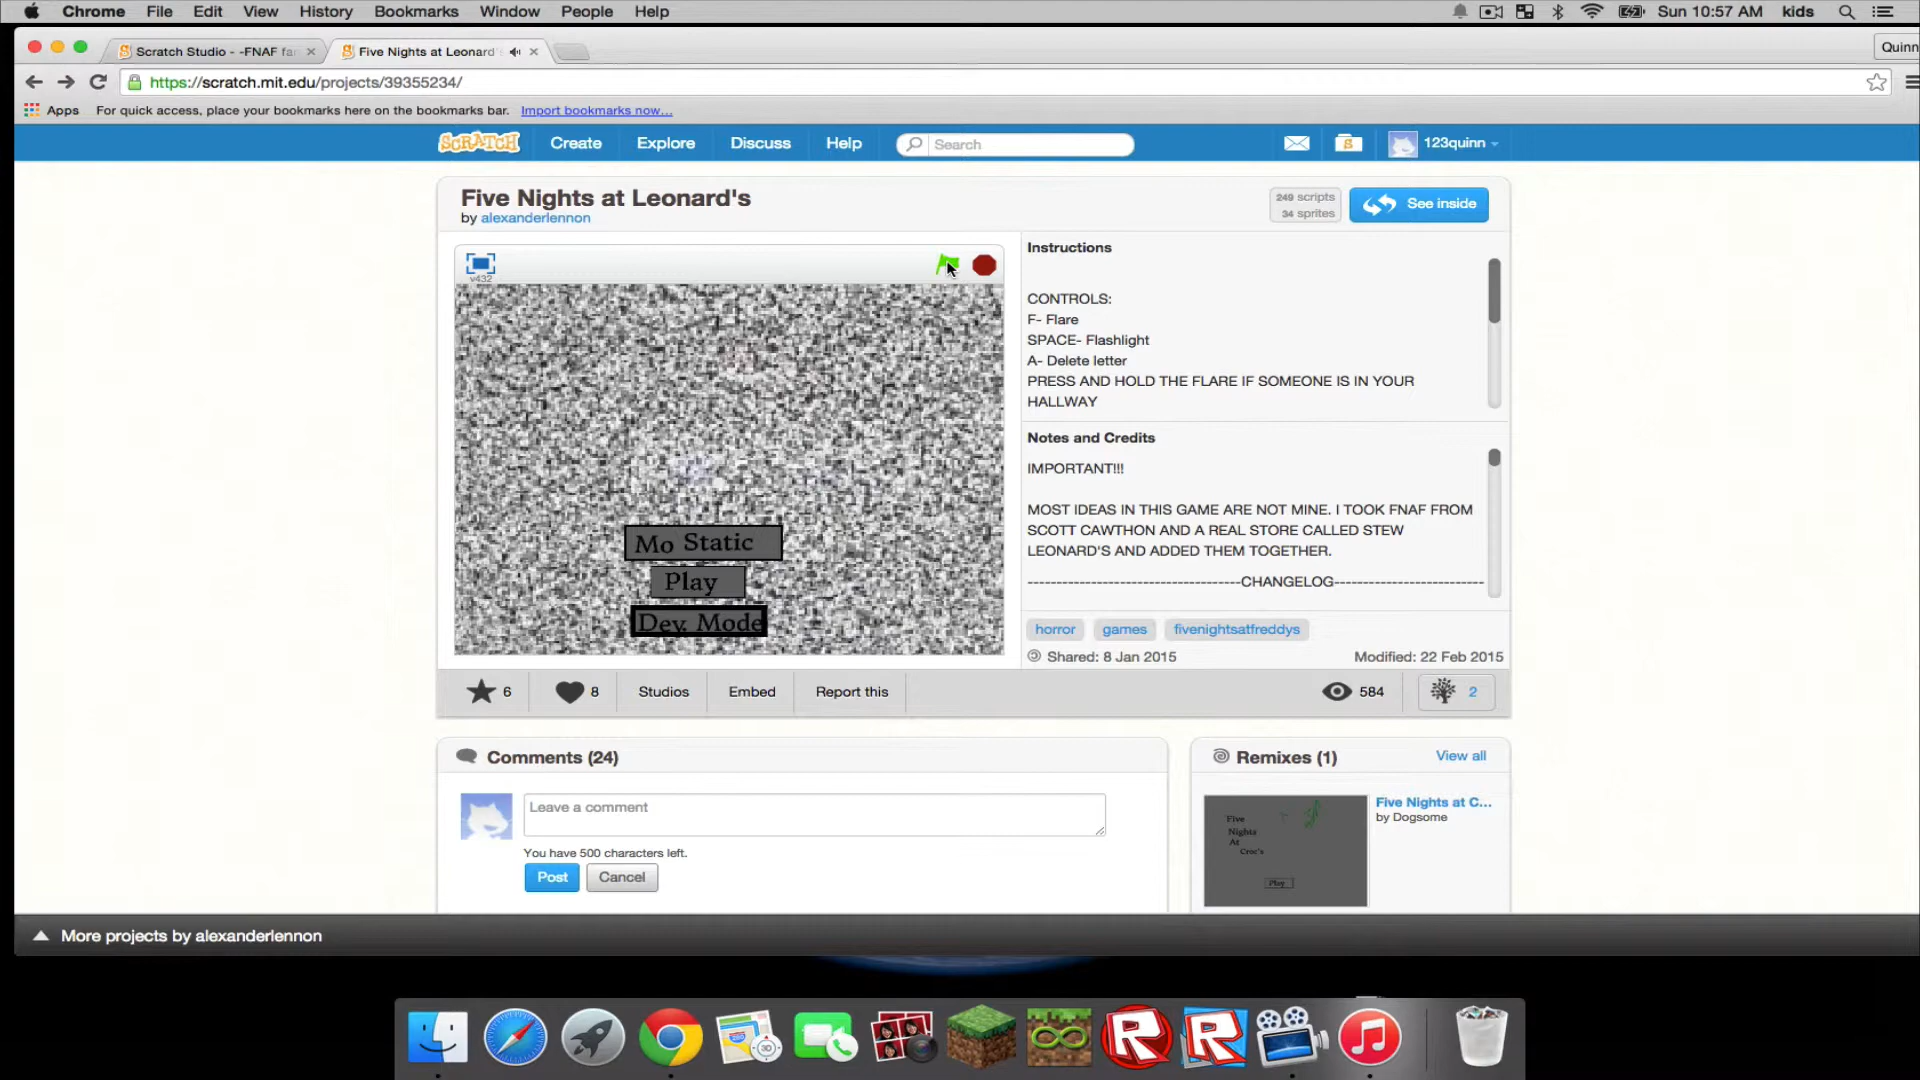 Chrome File Edit View History Bookmarks Window People Help Sun 10:57 AM kids
Scratch Studio - -FNAF fa
Five Nights at Leonard'
Quinn
https://scratch.mit.edu/projects/39355234/
Apps For quick access, place your bookmarks here on the bookmarks bar. Import bookmarks now...
SCRATCH Create Explore Discuss Help Search 123quinn
Five Nights at Leonard's
by alexanderlennon
249 scripts
34 sprites
See inside
v432
Mo Static
Play
Dev. Mode
Instructions
CONTROLS:
F- Flare
SPACE- Flashlight
A- Delete letter
PRESS AND HOLD THE FLARE IF SOMEONE IS IN YOUR
HALLWAY
Notes and Credits
IMPORTANT!!!
MOST IDEAS IN THIS GAME ARE NOT MINE. I TOOK FNAF FROM
SCOTT CAWTHON AND A REAL STORE CALLED STEW
LEONARD'S AND ADDED THEM TOGETHER.
-----------------------------------CHANGELOG-------------------------
horror games fivenightsatfreddys
Shared: 8 Jan 2015 Modified: 22 Feb 2015
6 8 Studios Embed Report this 584 2
Comments (24)
Leave a comment
You have 500 characters left.
Post Cancel
Remixes (1) View all
Five
Nights
At
Croc's
Play
Five Nights at C...
by Dogsome
More projects by alexanderlennon
30